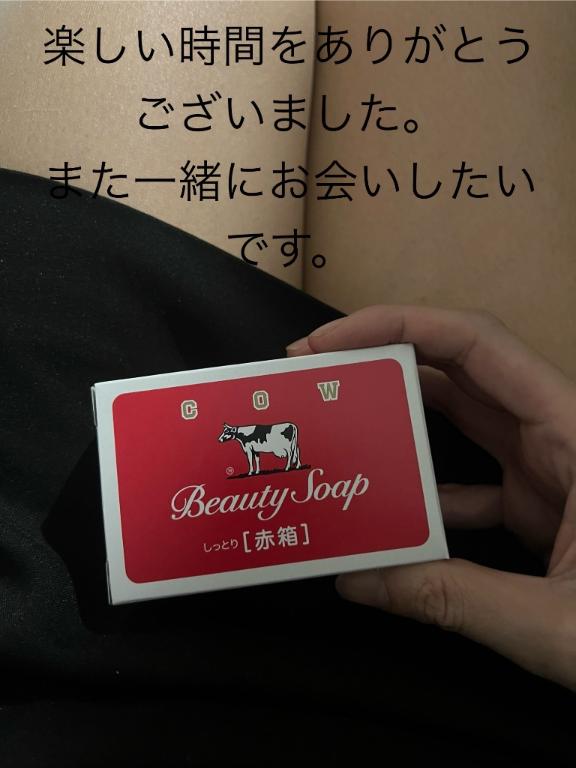 楽しい時間をありがとう
ございました。
また一緒にお会いしたい
です。
COW
Beauty Soap
しっとり[赤箱]